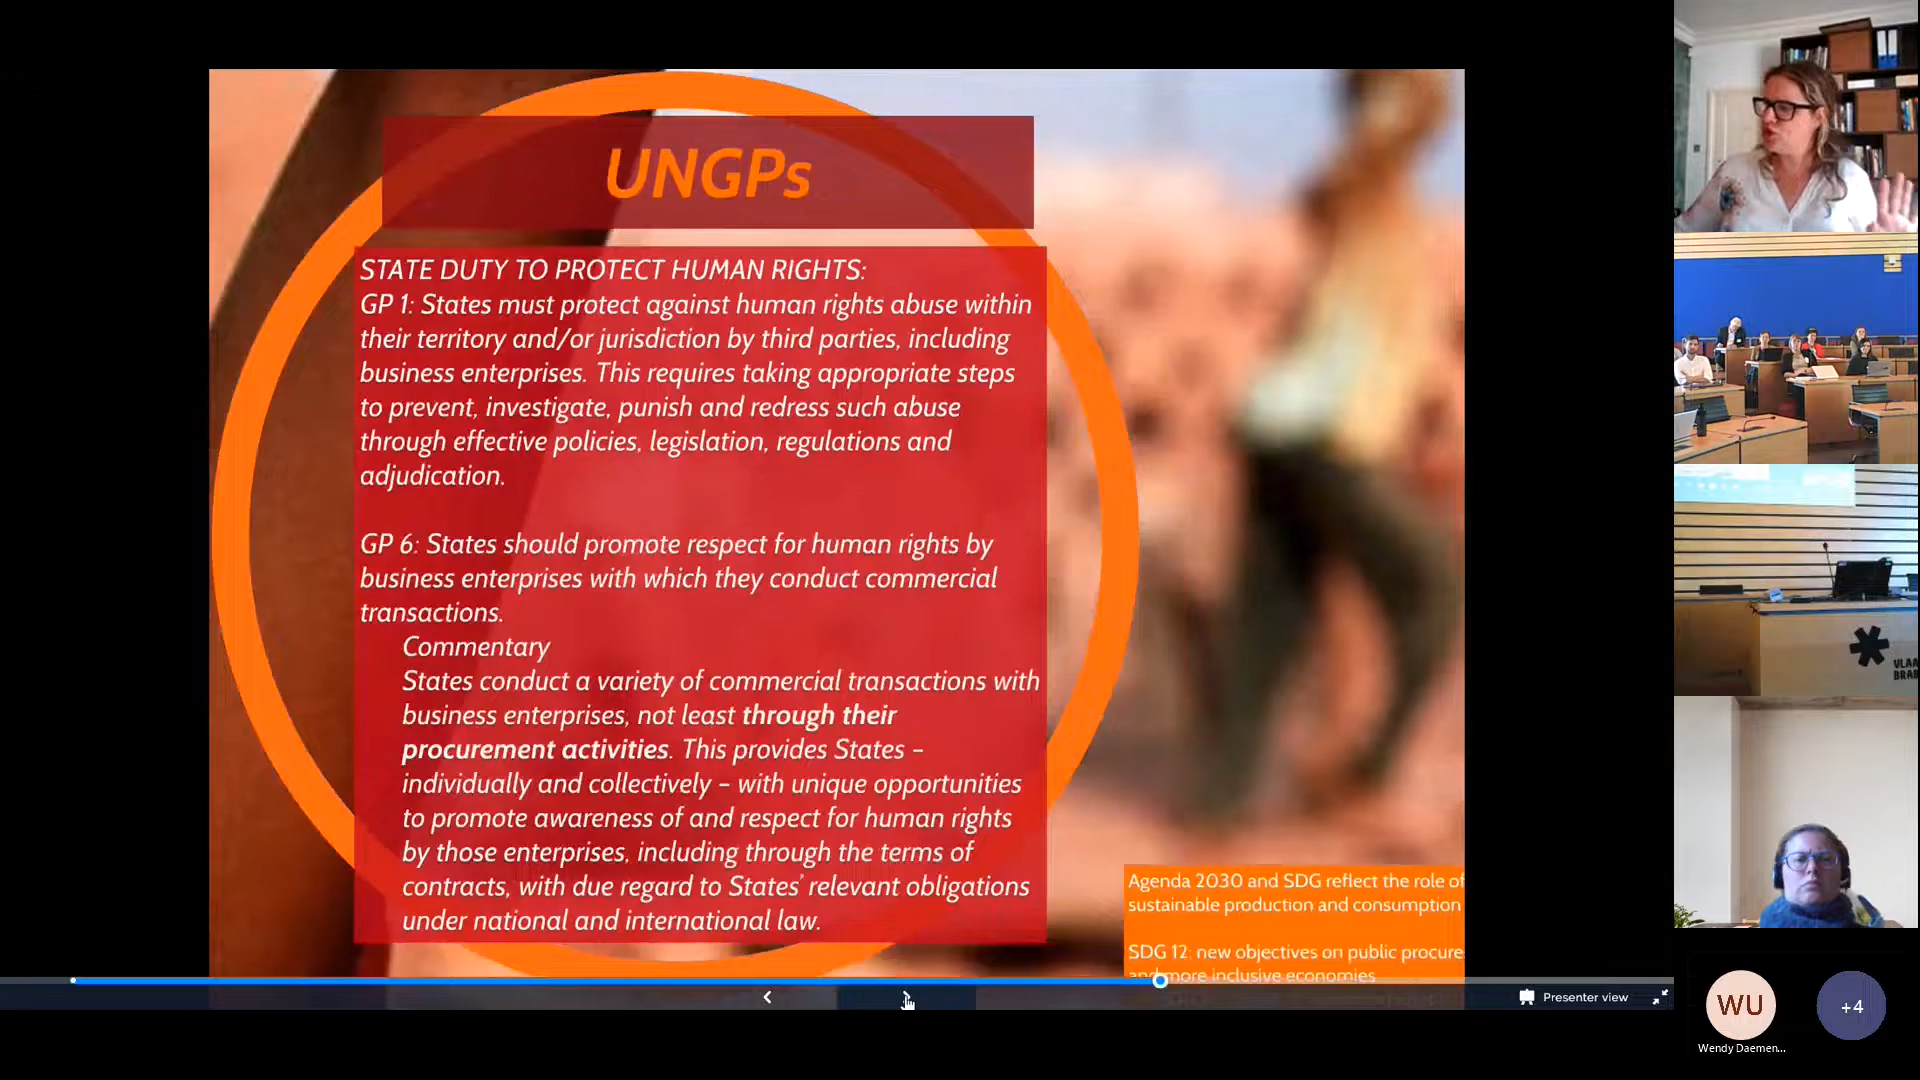 UNGPs
STATE DUTY TO PROTECT HUMAN RIGHTS:
GP 1: States must protect against human rights abuse within
their territory and/or jurisdiction by third parties, including
business enterprises. This requires taking appropriate steps
to prevent, investigate, punish and redress such abuse
through effective policies, legislation, regulations and
adjudication.
GP 6: States should promote respect for human rights by
business enterprises with which they conduct commercial
transactions.
Commentary
States conduct a variety of commercial transactions with
business enterprises, not least through their
procurement activities. This provides States –
individually and collectively – with unique opportunities
to promote awareness of and respect for human rights
by those enterprises, including through the terms of
contracts, with due regard to States' relevant obligations
under national and international law.
Agenda 2030 and SDG reflect the role of
sustainable production and consumption
SDG 12: new objectives on public procure
and more inclusive economies
Presenter view
VLAA
BRAB
WU
+4
Wendy Daemen...